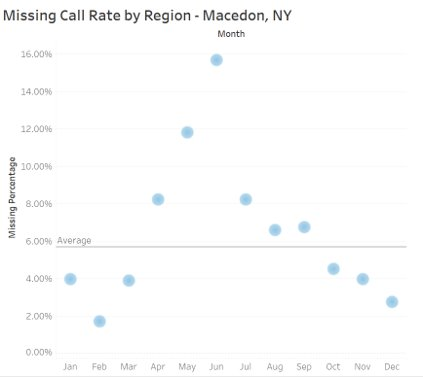 Missing Call Rate by Region - Macedon, NY
Month
16.00%
14.00%
12.00%
10.00%
8.00%
6.00%
4.00%
2.00%
0.00%
Missing Percentage
Average
Jan Feb Mar Apr May Jun Jul Aug Sep Oct Nov Dec